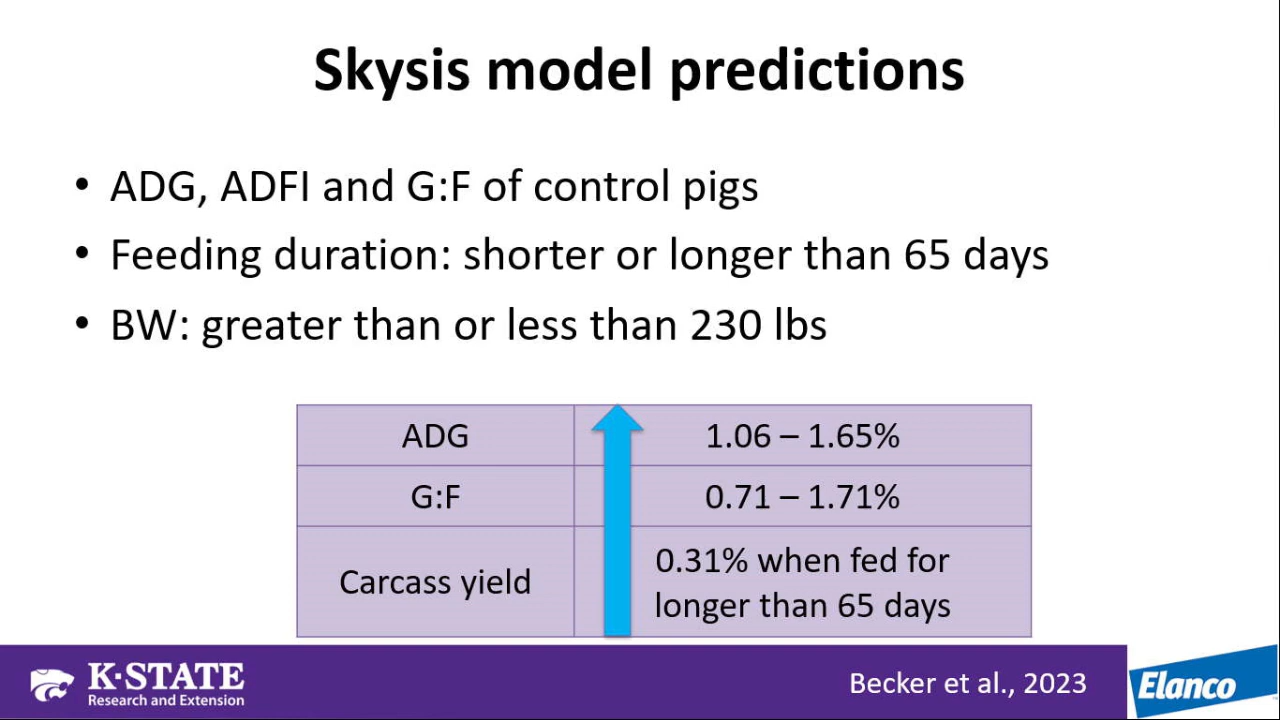 Skysis model predictions
• ADG, ADFI and G:F of control pigs
• Feeding duration: shorter or longer than 65 days
• BW: greater than or less than 230 lbs
ADG 1.06 – 1.65%
G:F 0.71 – 1.71%
Carcass yield 0.31% when fed for
longer than 65 days
K-STATE
Research and Extension
Becker et al., 2023
Elanco